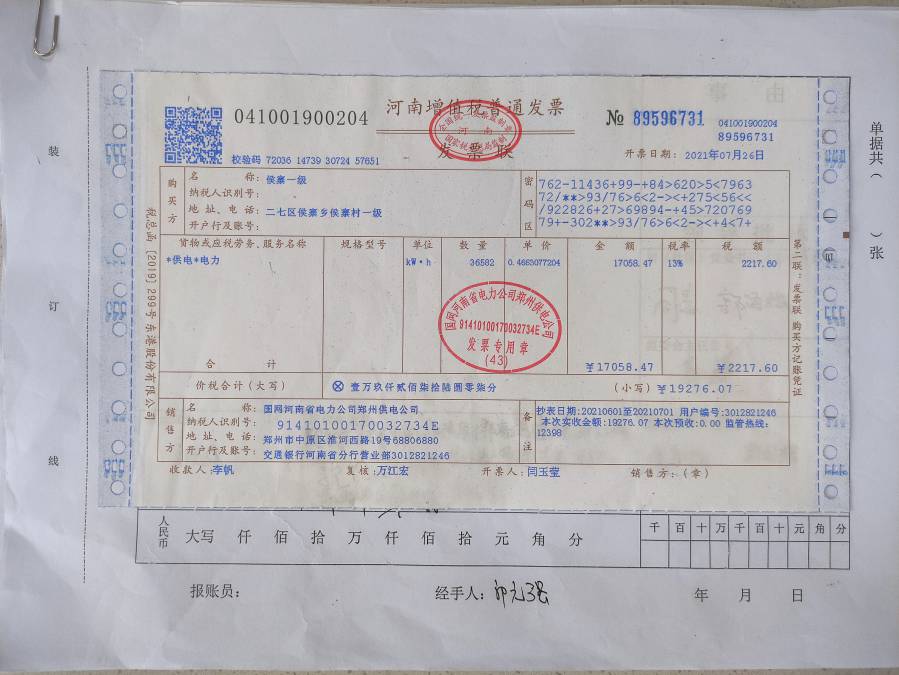 河南增值税普通发票
041001900204
№ 89596731
041001900204
89596731
发票联
校验码 72036 14739 30724 57651
开票日期: 2021年07月26日
购买方
名称: 侯寨一级
纳税人识别号:
地址、电话: 二七区侯寨乡侯寨村一级
开户行及账号:
密码区
762-11436+99-+84>620>5<7963
72/**>93/76>6<2-><+275<56<<
/922826+27>69894-+45>720769
79+-302**>93/76>6<2-><+4<7+
货物或应税劳务、服务名称 规格型号 单位 数量 单价 金额 税率 税额
*供电*电力 kW·h 36582 0.4663077204 17058.47 13% 2217.60
国网河南省电力公司郑州供电公司
91410100170032734E
发票专用章
(43)
合计 ¥17058.47 ¥2217.60
价税合计(大写) ⊗壹万玖仟贰佰柒拾陆圆零柒分 (小写)¥19276.07
销售方
名称: 国网河南省电力公司郑州供电公司
纳税人识别号: 91410100170032734E
地址、电话: 郑州市中原区淮河西路19号68806880
开户行及账号: 交通银行河南省分行营业部3012821246
备注
抄表日期:20210601至20210701 用户编号:3012821246
本次实收金额:19276.07 本次预收:0.00 监管热线:
12398
收款人: 李帆 复核: 万江宏 开票人: 闫玉莹 销售方: (章)
税总函[2019]299号东港股份有限公司
第二联:发票联 购买方记账凭证
装
订
线
单据共( )张
人民币
大写 仟 佰 拾 万 仟 佰 拾 元 角 分
千 百 十 万 千 百 十 元 角 分
报账员: 经手人: 年 月 日